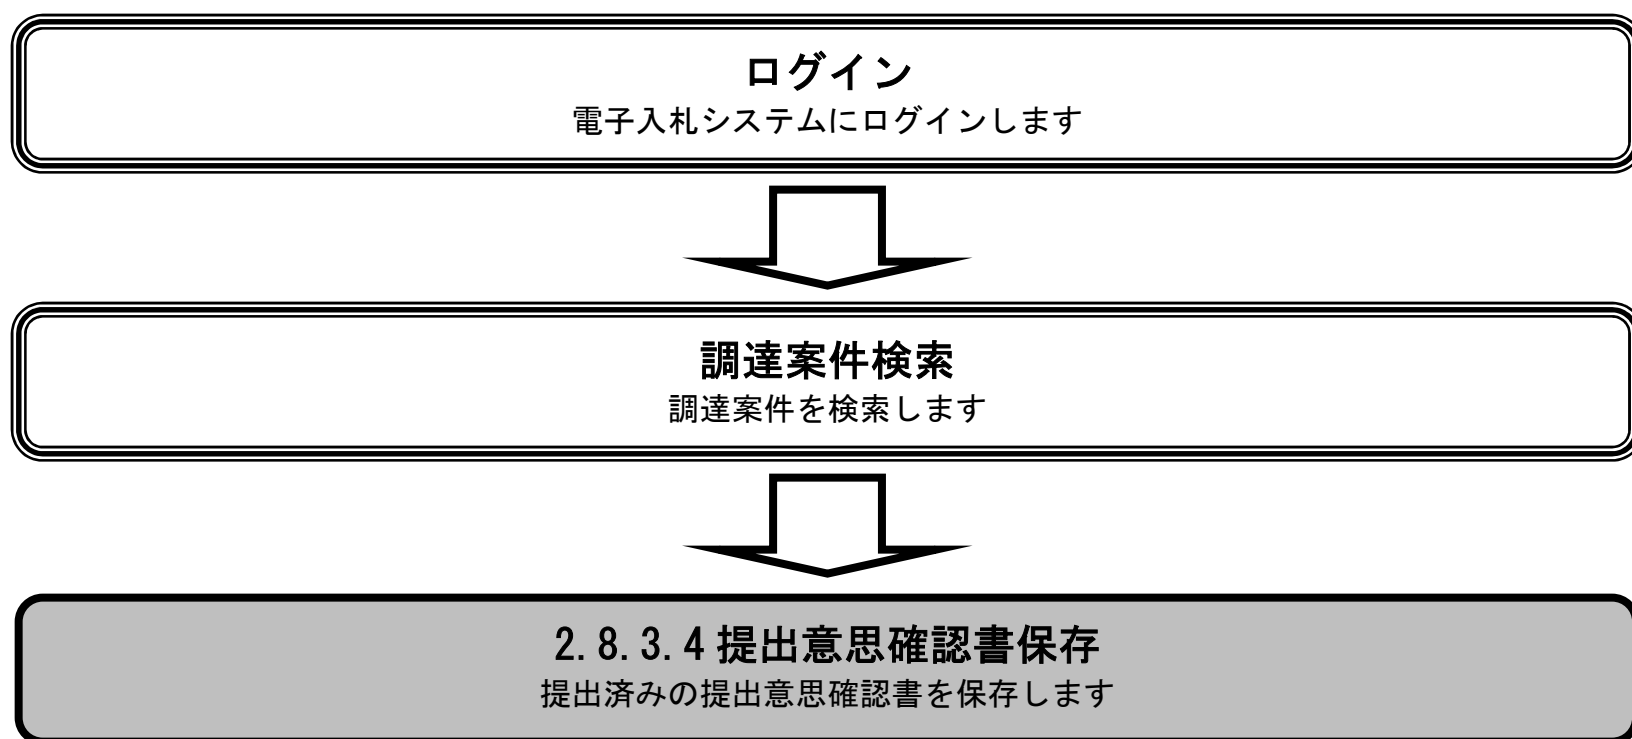 ログイン
電子入札システムにログインします
調達案件検索
調達案件を検索します
2.8.3.4 提出意思確認書保存
提出済みの提出意思確認書を保存します